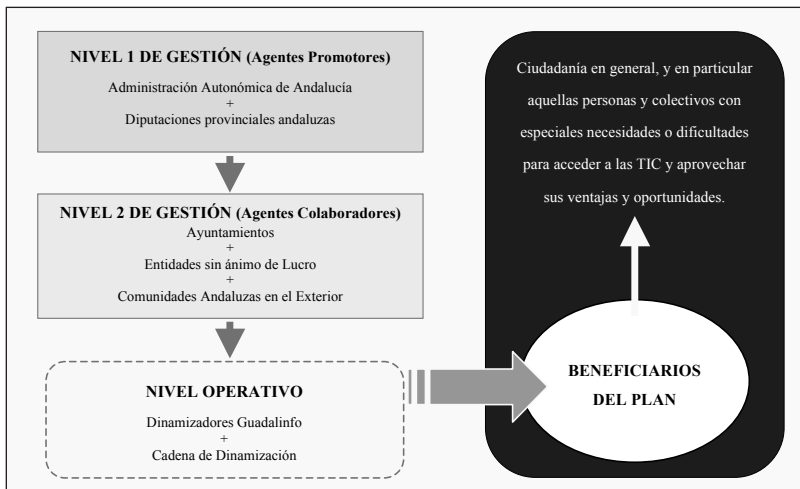 NIVEL 1 DE GESTIÓN (Agentes Promotores)
Administración Autonómica de Andalucía
+
Diputaciones provinciales andaluzas
NIVEL 2 DE GESTIÓN (Agentes Colaboradores)
Ayuntamientos
+
Entidades sin ánimo de Lucro
+
Comunidades Andaluzas en el Exterior
NIVEL OPERATIVO
Dinamizadores Guadalinfo
+
Cadena de Dinamización
Ciudadanía en general, y en particular
aquellas personas y colectivos con
especiales necesidades o dificultades
para acceder a las TIC y aprovechar
sus ventajas y oportunidades.
BENEFICIARIOS
DEL PLAN